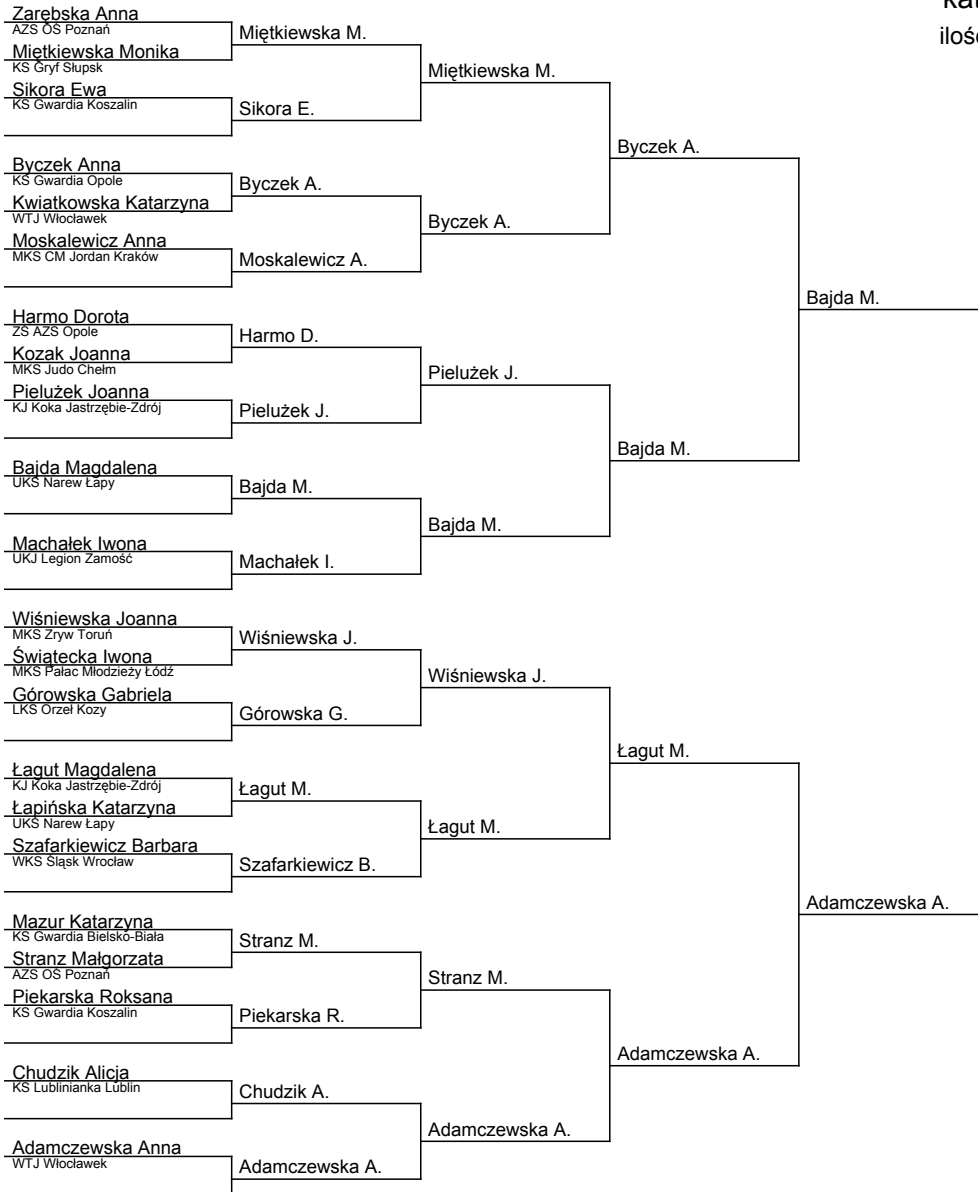 Zarębska Anna
AZS OŚ Poznań
Miętkiewska Monika
KS Gryf Słupsk
Sikora Ewa
KS Gwardia Koszalin
Byczek Anna
KS Gwardia Opole
Kwiatkowska Katarzyna
WTJ Włocławek
Moskalewicz Anna
MKS CM Jordan Kraków
Harmo Dorota
ZS AZS Opole
Kozak Joanna
MKS Judo Chełm
Pielużek Joanna
KJ Koka Jastrzębie-Zdrój
Bajda Magdalena
UKS Narew Łapy
Machałek Iwona
UKJ Legion Zamość
Wiśniewska Joanna
MKS Zryw Toruń
Świątecka Iwona
MKS Pałac Młodzieży Łódź
Górowska Gabriela
LKS Orzeł Kozy
Łagut Magdalena
KJ Koka Jastrzębie-Zdrój
Łapińska Katarzyna
UKS Narew Łapy
Szafarkiewicz Barbara
WKS Śląsk Wrocław
Mazur Katarzyna
KS Gwardia Bielsko-Biała
Stranz Małgorzata
AZS OŚ Poznań
Piekarska Roksana
KS Gwardia Koszalin
Chudzik Alicja
KS Lublinianka Lublin
Adamczewska Anna
WTJ Włocławek
Miętkiewska M.
Sikora E.
Byczek A.
Moskalewicz A.
Harmo D.
Pielużek J.
Bajda M.
Machałek I.
Wiśniewska J.
Górowska G.
Łagut M.
Szafarkiewicz B.
Stranz M.
Piekarska R.
Chudzik A.
Adamczewska A.
Miętkiewska M.
Byczek A.
Pielużek J.
Bajda M.
Wiśniewska J.
Łagut M.
Stranz M.
Adamczewska A.
Byczek A.
Bajda M.
Łagut M.
Adamczewska A.
Bajda M.
Adamczewska A.